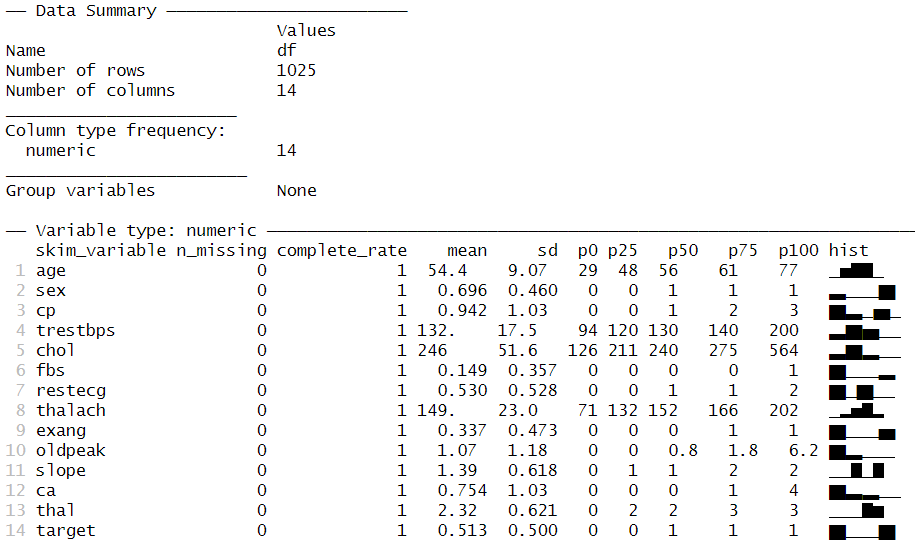 ── Data Summary ────────────────────────
                           Values
Name                       df
Number of rows             1025
Number of columns          14
_______________________
Column type frequency:
  numeric                  14
________________________
Group variables            None

── Variable type: numeric ────────────────────────────────────────────────────────────────
   skim_variable n_missing complete_rate    mean     sd  p0 p25   p50   p75  p100 hist
 1 age                   0             1  54.4    9.07   29  48  56    61    77   ▁▅▇▇▁
 2 sex                   0             1   0.696  0.460   0   0   1     1     1   ▃▁▁▁▇
 3 cp                    0             1   0.942  1.03    0   0   1     2     3   ▇▃▁▅▁
 4 trestbps              0             1 132.    17.5    94 120 130   140   200   ▃▇▅▁▁
 5 chol                  0             1 246     51.6   126 211 240   275   564   ▃▇▂▁▁
 6 fbs                   0             1   0.149  0.357   0   0   0     0     1   ▇▁▁▁▂
 7 restecg               0             1   0.530  0.528   0   0   1     1     2   ▇▁▇▁▁
 8 thalach               0             1 149.    23.0    71 132 152   166   202   ▁▂▅▇▂
 9 exang                 0             1   0.337  0.473   0   0   0     1     1   ▇▁▁▁▅
10 oldpeak               0             1   1.07   1.18    0   0   0.8   1.8   6.2 ▇▂▁▁▁
11 slope                 0             1   1.39   0.618   0   1   1     2     2   ▁▁▇▁▇
12 ca                    0             1   0.754  1.03    0   0   0     1     4   ▇▃▂▁▁
13 thal                  0             1   2.32   0.621   0   2   2     3     3   ▁▁▁▇▆
14 target                0             1   0.513  0.500   0   0   1     1     1   ▇▁▁▁▇